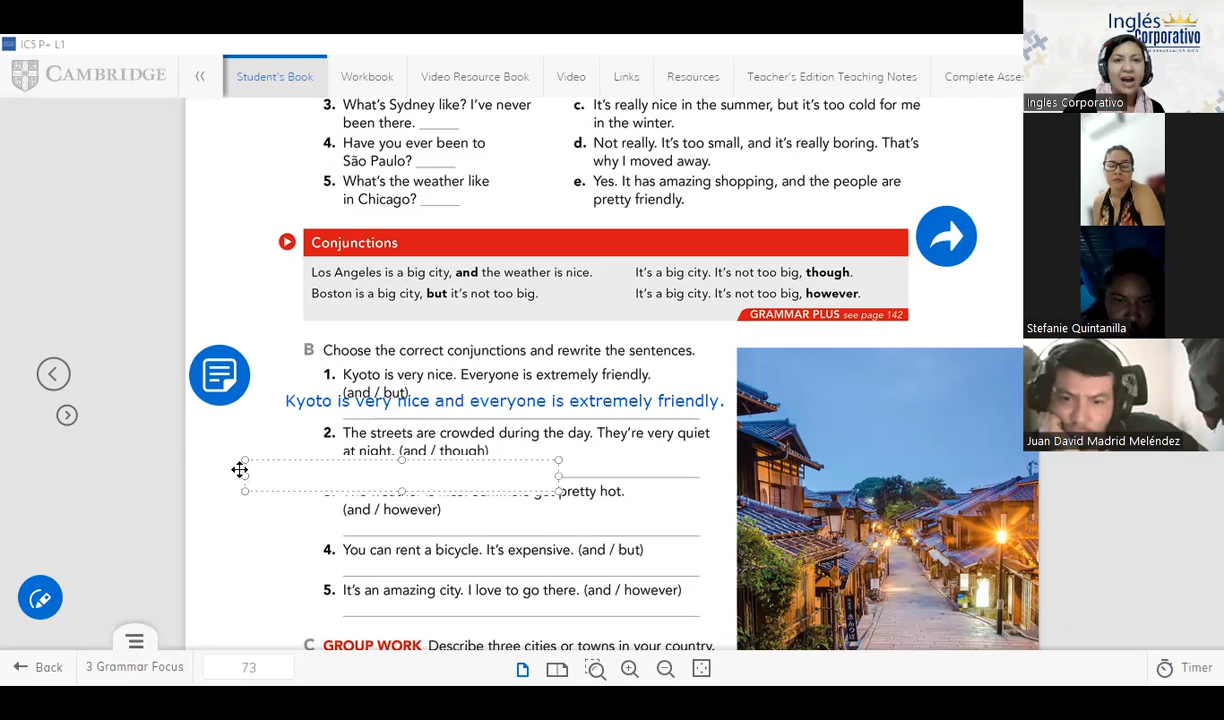 IC5 P+ L1
CAMBRIDGE
Student's Book
Workbook
Video Resource Book
Video
Links
Resources
Teacher's Edition Teaching Notes
Complete Asse
3. What's Sydney like? I've never
been there. ______
4. Have you ever been to
São Paulo? ______
5. What's the weather like
in Chicago? ______
c. It's really nice in the summer, but it's too cold for me
in the winter.
d. Not really. It's too small, and it's really boring. That's
why I moved away.
e. Yes. It has amazing shopping, and the people are
pretty friendly.
Conjunctions
Los Angeles is a big city, and the weather is nice.
Boston is a big city, but it's not too big.
It's a big city. It's not too big, though.
It's a big city. It's not too big, however.
GRAMMAR PLUS see page 142
B Choose the correct conjunctions and rewrite the sentences.
1. Kyoto is very nice. Everyone is extremely friendly.
(and / but)
Kyoto is very nice and everyone is extremely friendly.
2. The streets are crowded during the day. They're very quiet
at night. (and / though)
pretty hot.
(and / however)
4. You can rent a bicycle. It's expensive. (and / but)
5. It's an amazing city. I love to go there. (and / however)
C GROUP WORK Describe three cities or towns in your country.
Back
3 Grammar Focus
73
Timer
Inglés
Corporativo
Ingles Corporativo
Stefanie Quintanilla
Juan David Madrid Meléndez